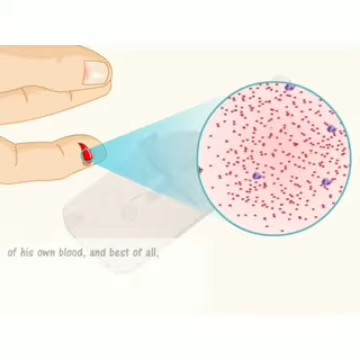 of his own blood, and best of all,